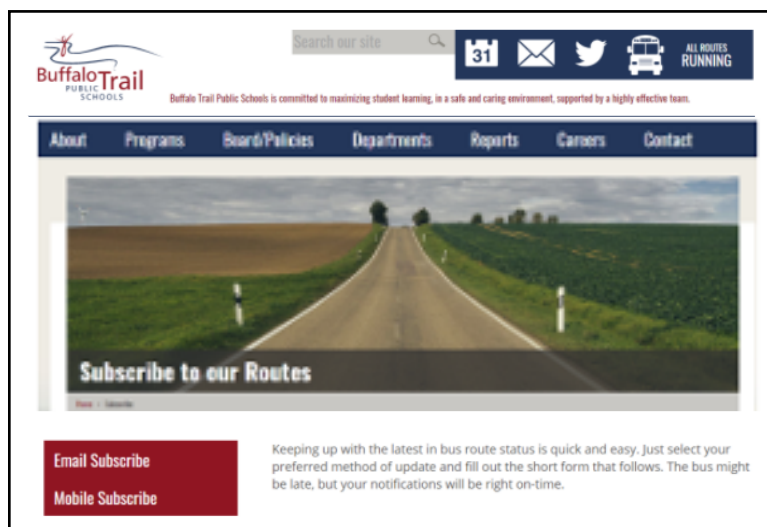 Buffalo Trail
PUBLIC
SCHOOLS
Search our site
31
ALL ROUTES
RUNNING
Buffalo Trail Public Schools is committed to maximizing student learning, in a safe and caring environment, supported by a highly effective team.
About Programs Board/Policies Departments Reports Careers Contact
Subscribe to our Routes
Home / Subscribe
Email Subscribe
Mobile Subscribe
Keeping up with the latest in bus route status is quick and easy. Just select your
preferred method of update and fill out the short form that follows. The bus might
be late, but your notifications will be right on-time.